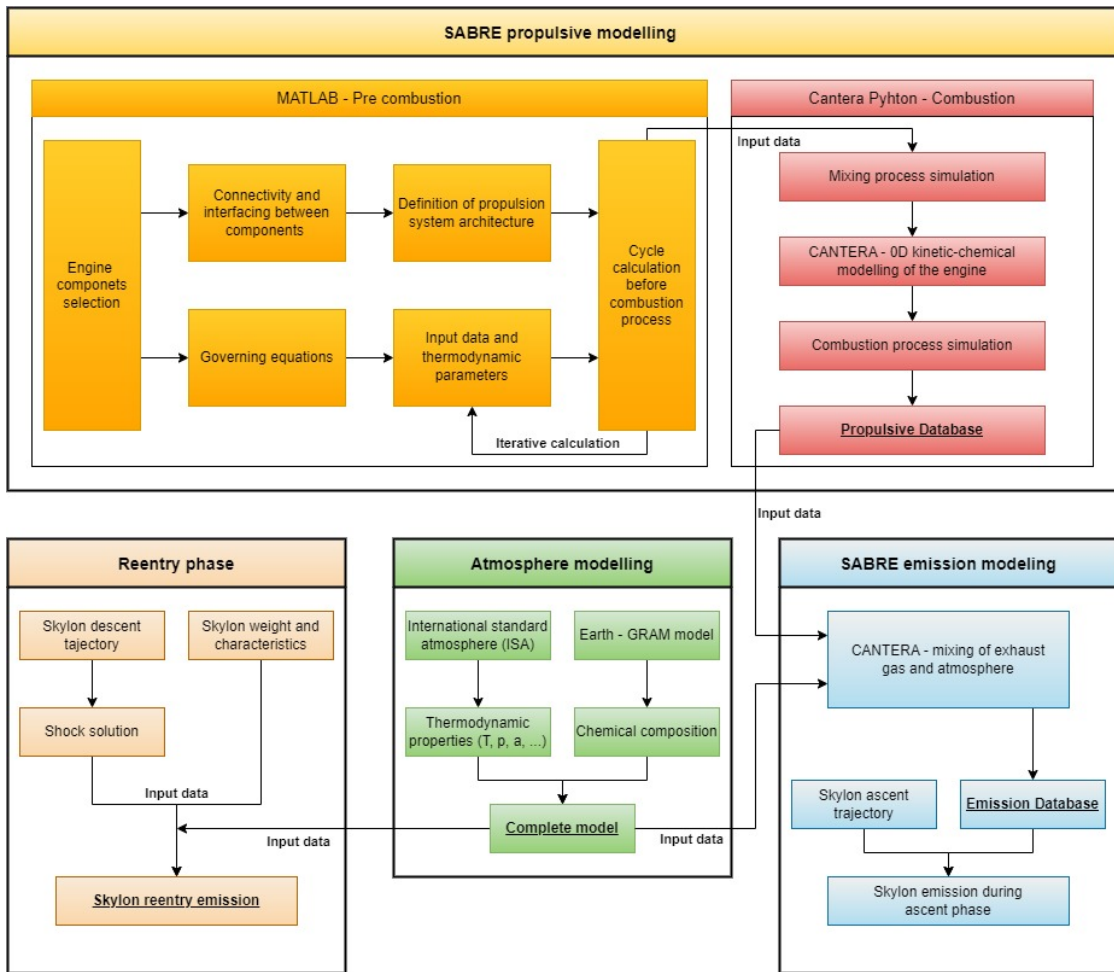 SABRE propulsive modelling
MATLAB - Pre combustion
Engine
componets
selection
Connectivity and
interfacing between
components
Definition of propulsion
system architecture
Governing equations
Input data and
thermodynamic
parameters
Cycle
calculation
before
combustion
process
Iterative calculation
Input data
Cantera Pyhton - Combustion
Mixing process simulation
CANTERA - 0D kinetic-chemical
modelling of the engine
Combustion process simulation
Propulsive Database
Input data
Reentry phase
Skylon descent
tajectory
Skylon weight and
characteristics
Shock solution
Input data
Skylon reentry emission
Input data
Atmosphere modelling
International standard
atmosphere (ISA)
Earth - GRAM model
Thermodynamic
properties (T, p, a, ...)
Chemical composition
Complete model
Input data
SABRE emission modeling
CANTERA - mixing of exhaust
gas and atmosphere
Skylon ascent
trajectory
Emission Database
Skylon emission during
ascent phase